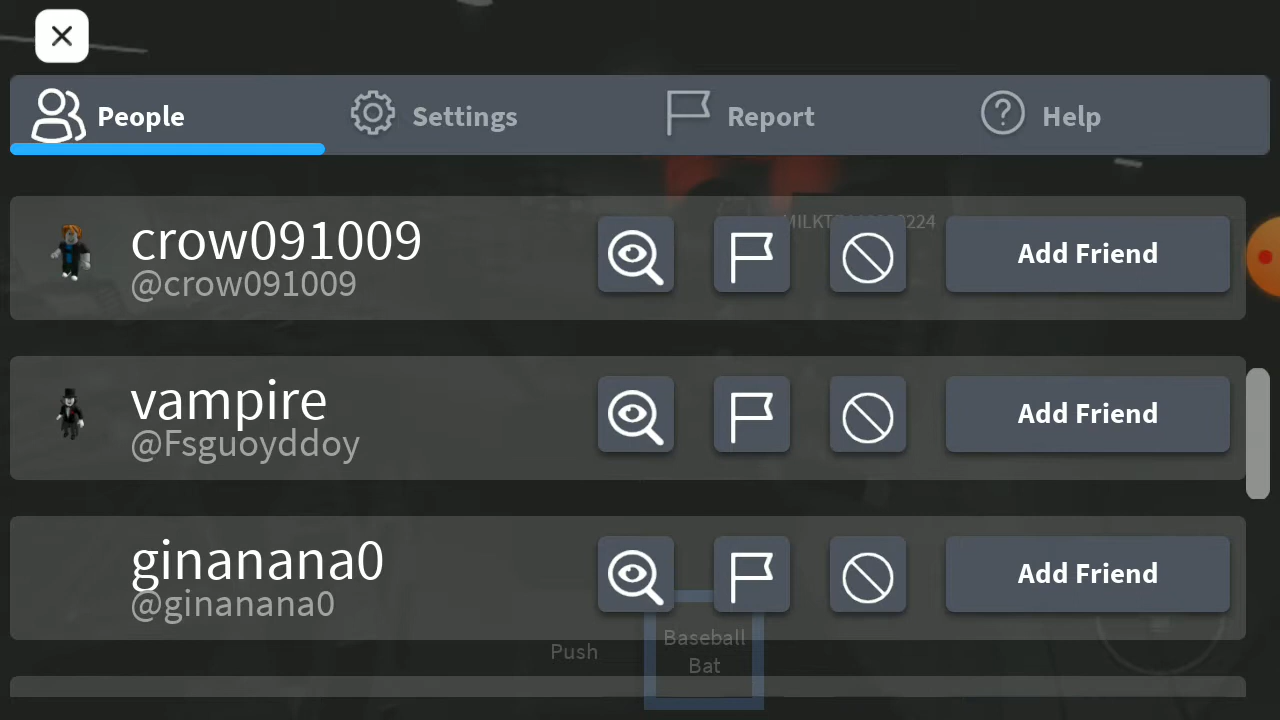 People
Settings
Report
Help
crow091009
@crow091009
Add Friend
vampire
@Fsguoyddoy
Add Friend
ginanana0
@ginanana0
Add Friend
Push
Baseball
Bat